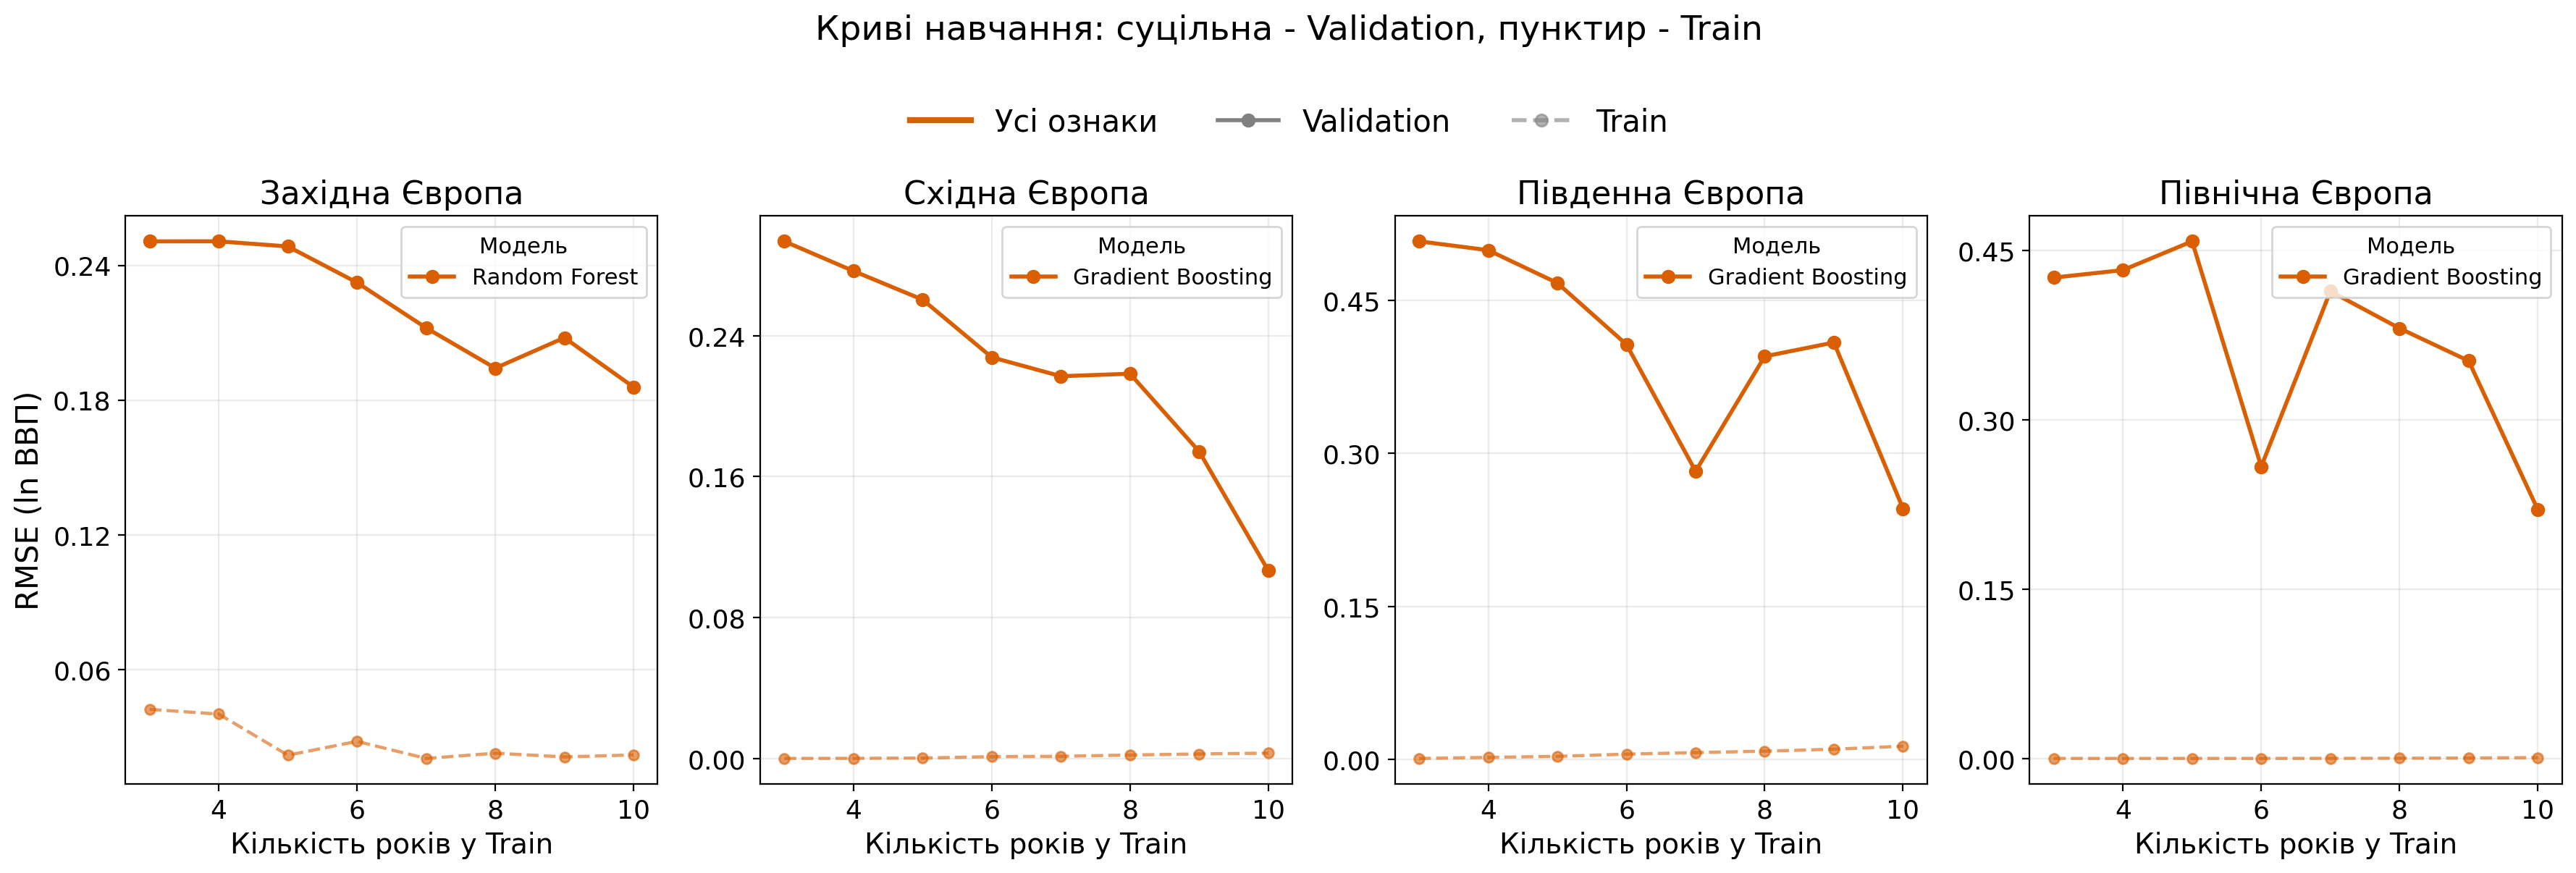 Криві навчання: суцільна - Validation, пунктир - Train
Усі ознаки Validation Train
Західна Європа
Модель
Random Forest
RMSE (ln ВВП)
0.24
0.18
0.12
0.06
4 6 8 10
Кількість років у Train
Східна Європа
Модель
Gradient Boosting
0.24
0.16
0.08
0.00
4 6 8 10
Кількість років у Train
Південна Європа
Модель
Gradient Boosting
0.45
0.30
0.15
0.00
4 6 8 10
Кількість років у Train
Північна Європа
Модель
Gradient Boosting
0.45
0.30
0.15
0.00
4 6 8 10
Кількість років у Train